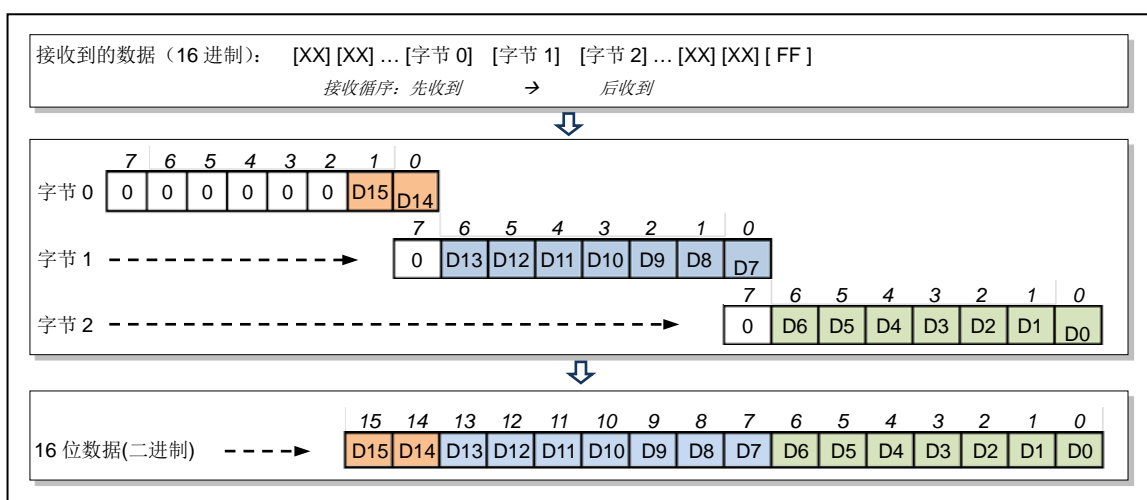 接收到的数据（16 进制）： [XX] [XX] … [字节 0] [字节 1] [字节 2] … [XX] [XX] [ FF ]
接收循序：先收到 → 后收到
7 6 5 4 3 2 1 0
字节 0 0 0 0 0 0 0 D15 D14
7 6 5 4 3 2 1 0
字节 1 0 D13 D12 D11 D10 D9 D8 D7
7 6 5 4 3 2 1 0
字节 2 0 D6 D5 D4 D3 D2 D1 D0
15 14 13 12 11 10 9 8 7 6 5 4 3 2 1 0
16 位数据(二进制) D15 D14 D13 D12 D11 D10 D9 D8 D7 D6 D5 D4 D3 D2 D1 D0